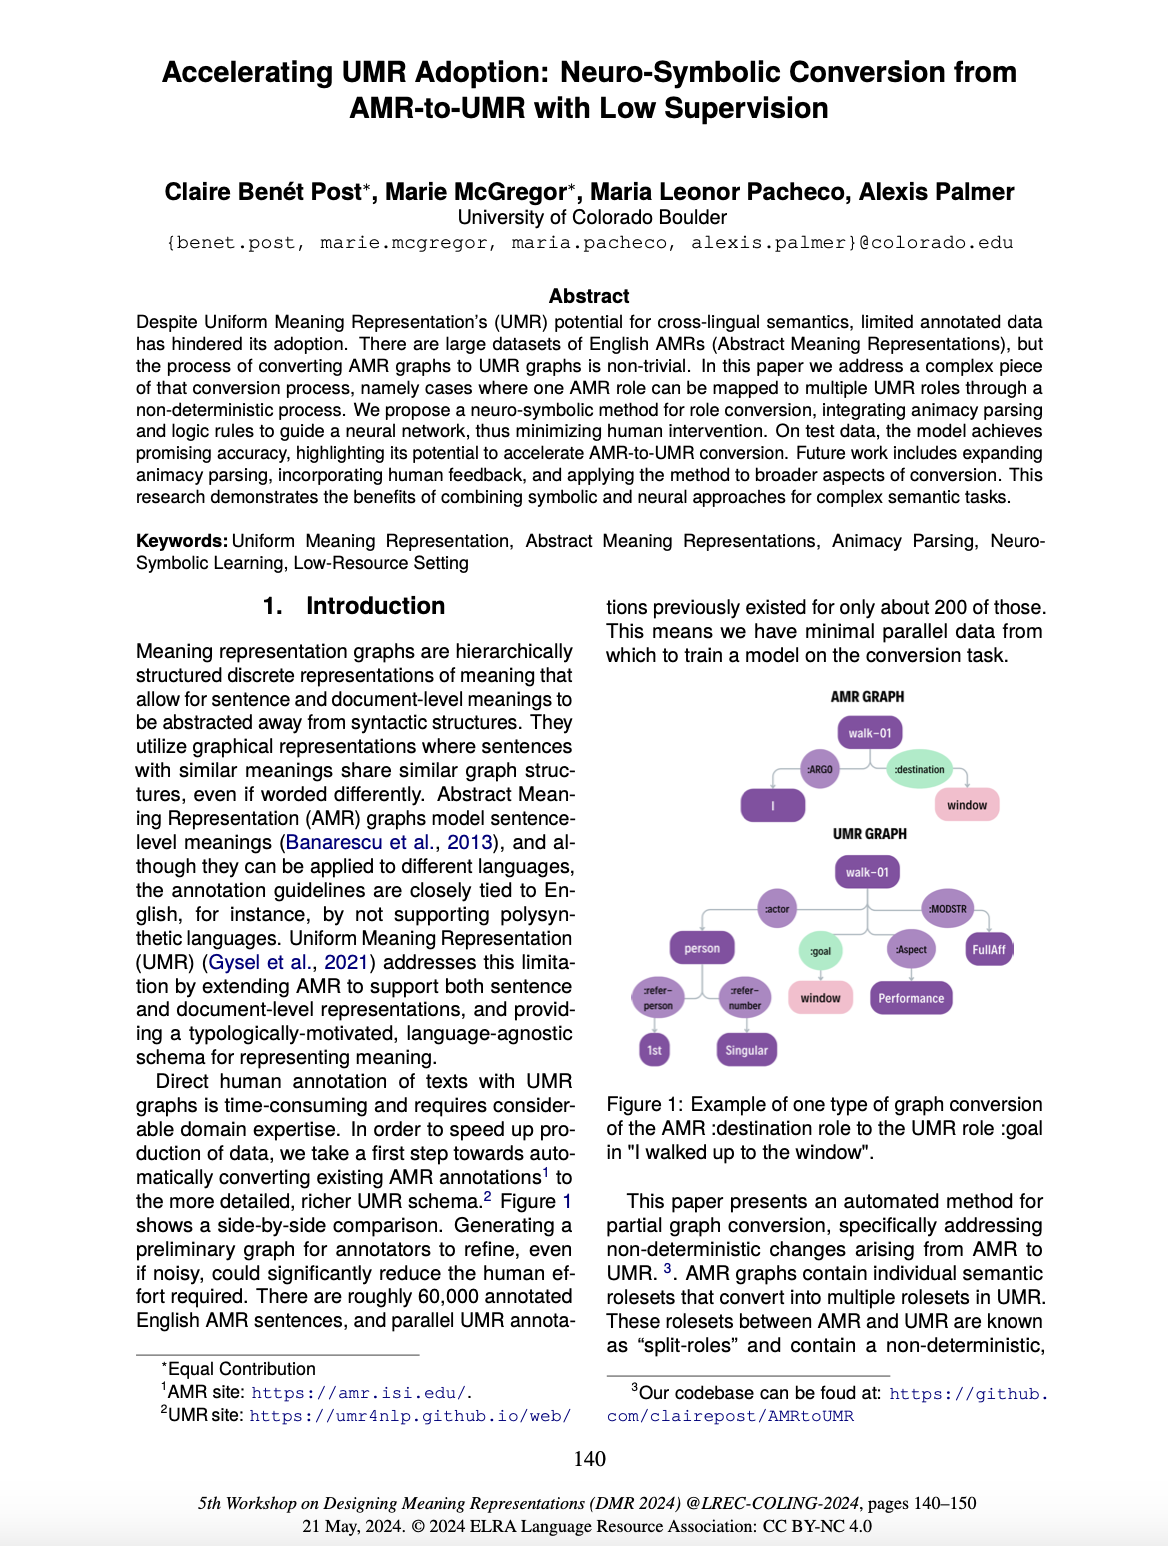 Accelerating UMR Adoption: Neuro-Symbolic Conversion from
AMR-to-UMR with Low Supervision
Claire Benét Post*, Marie McGregor*, Maria Leonor Pacheco, Alexis Palmer
University of Colorado Boulder
{benet.post, marie.mcgregor, maria.pacheco, alexis.palmer}@colorado.edu
Abstract
Despite Uniform Meaning Representation's (UMR) potential for cross-lingual semantics, limited annotated data
has hindered its adoption. There are large datasets of English AMRs (Abstract Meaning Representations), but
the process of converting AMR graphs to UMR graphs is non-trivial. In this paper we address a complex piece
of that conversion process, namely cases where one AMR role can be mapped to multiple UMR roles through a
non-deterministic process. We propose a neuro-symbolic method for role conversion, integrating animacy parsing
and logic rules to guide a neural network, thus minimizing human intervention. On test data, the model achieves
promising accuracy, highlighting its potential to accelerate AMR-to-UMR conversion. Future work includes expanding
animacy parsing, incorporating human feedback, and applying the method to broader aspects of conversion. This
research demonstrates the benefits of combining symbolic and neural approaches for complex semantic tasks.
Keywords: Uniform Meaning Representation, Abstract Meaning Representations, Animacy Parsing, Neuro-
Symbolic Learning, Low-Resource Setting
1. Introduction
Meaning representation graphs are hierarchically
structured discrete representations of meaning that
allow for sentence and document-level meanings to
be abstracted away from syntactic structures. They
utilize graphical representations where sentences
with similar meanings share similar graph struc-
tures, even if worded differently. Abstract Mean-
ing Representation (AMR) graphs model sentence-
level meanings (Banarescu et al., 2013), and al-
though they can be applied to different languages,
the annotation guidelines are closely tied to En-
glish, for instance, by not supporting polysyn-
thetic languages. Uniform Meaning Representation
(UMR) (Gysel et al., 2021) addresses this limita-
tion by extending AMR to support both sentence
and document-level representations, and provid-
ing a typologically-motivated, language-agnostic
schema for representing meaning.
Direct human annotation of texts with UMR
graphs is time-consuming and requires consider-
able domain expertise. In order to speed up pro-
duction of data, we take a first step towards auto-
matically converting existing AMR annotations1 to
the more detailed, richer UMR schema.2 Figure 1
shows a side-by-side comparison. Generating a
preliminary graph for annotators to refine, even
if noisy, could significantly reduce the human ef-
fort required. There are roughly 60,000 annotated
English AMR sentences, and parallel UMR annota-
*Equal Contribution
1AMR site: https://amr.isi.edu/.
2UMR site: https://umr4nlp.github.io/web/
tions previously existed for only about 200 of those.
This means we have minimal parallel data from
which to train a model on the conversion task.
AMR GRAPH
walk-01
:ARG0 :destination
I window
UMR GRAPH
walk-01
:actor :MODSTR
person :goal :Aspect FullAff
:refer-person :refer-number window Performance
1st Singular
Figure 1: Example of one type of graph conversion
of the AMR :destination role to the UMR role :goal
in "I walked up to the window".
This paper presents an automated method for
partial graph conversion, specifically addressing
non-deterministic changes arising from AMR to
UMR. 3. AMR graphs contain individual semantic
rolesets that convert into multiple rolesets in UMR.
These rolesets between AMR and UMR are known
as “split-roles” and contain a non-deterministic,
3Our codebase can be foud at: https://github.
com/clairepost/AMRtoUMR
140
5th Workshop on Designing Meaning Representations (DMR 2024) @LREC-COLING-2024, pages 140–150
21 May, 2024. © 2024 ELRA Language Resource Association: CC BY-NC 4.0